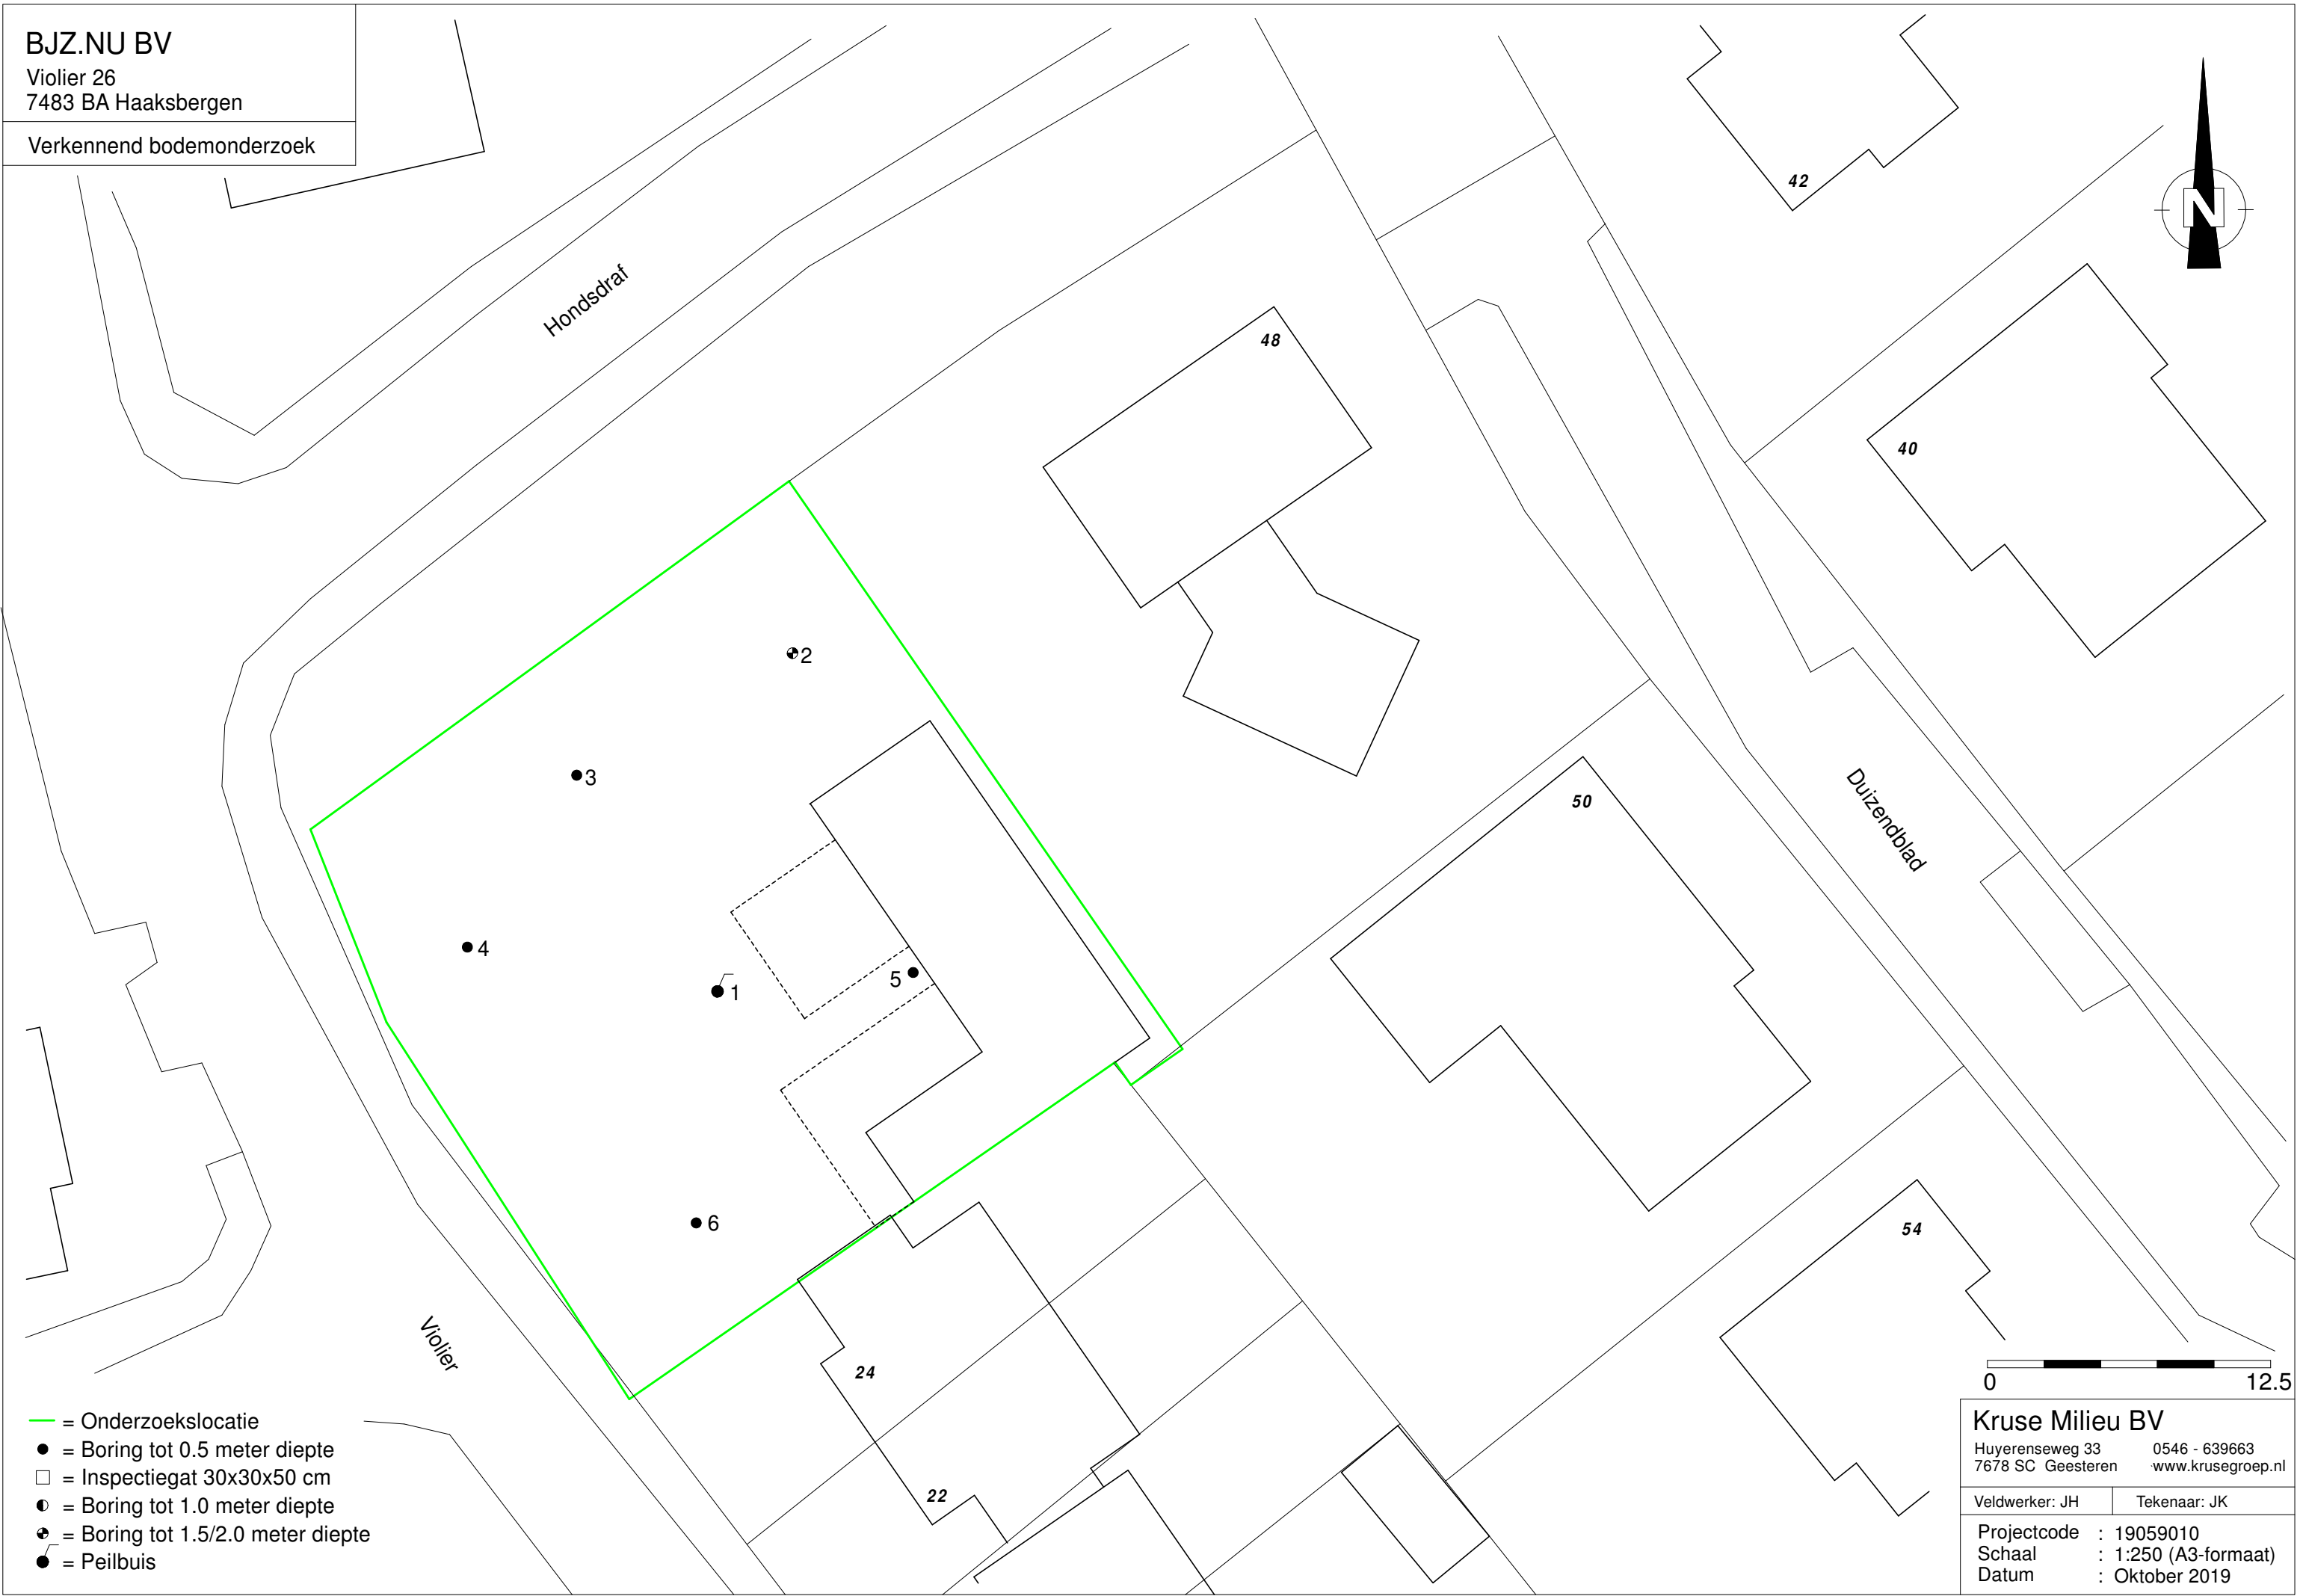 BJZ.NU BV
Violier 26
7483 BA Haaksbergen
Verkennend bodemonderzoek
42
N
Hondsdraf
48
40
2
3
50
Duizendblad
4
5
1
6
54
Violier
24
22
0 12.5
= Onderzoekslocatie
= Boring tot 0.5 meter diepte
= Inspectiegat 30x30x50 cm
= Boring tot 1.0 meter diepte
= Boring tot 1.5/2.0 meter diepte
= Peilbuis
Kruse Milieu BV
Huyerenseweg 33 0546 - 639663
7678 SC Geesteren www.krusegroep.nl
Veldwerker: JH Tekenaar: JK
Projectcode : 19059010
Schaal : 1:250 (A3-formaat)
Datum : Oktober 2019